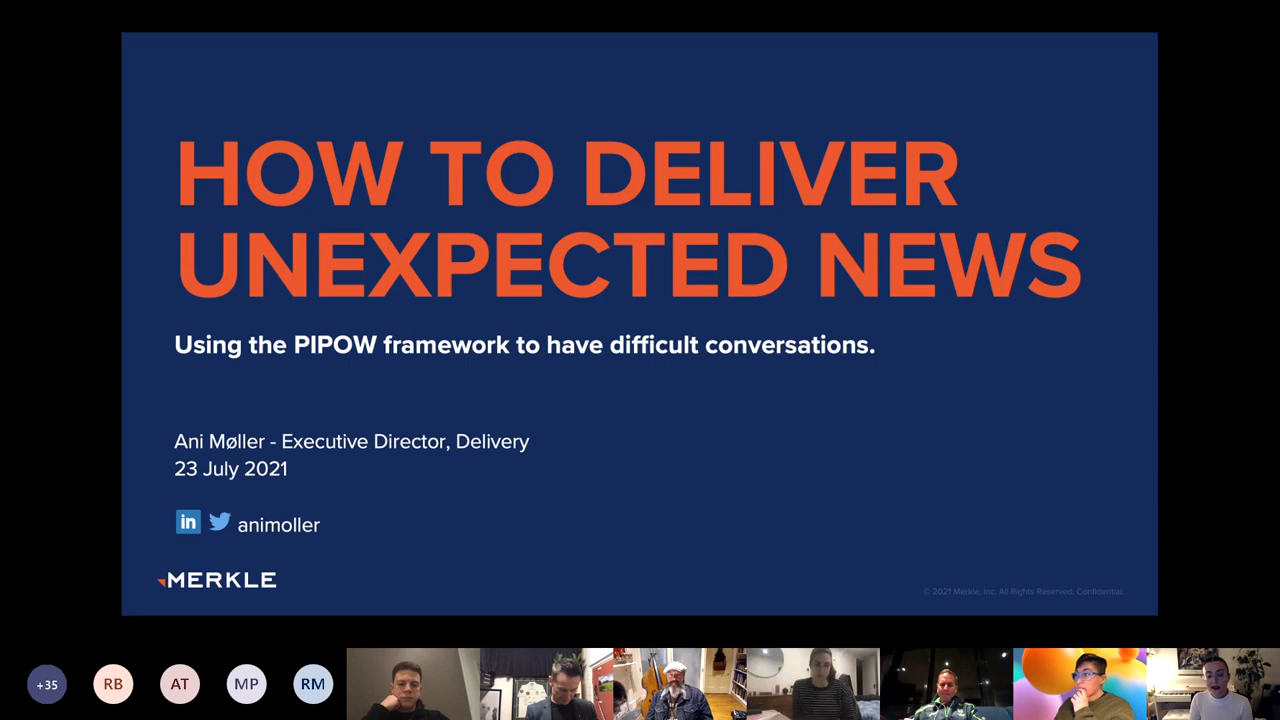 HOW TO DELIVER
UNEXPECTED NEWS
Using the PIPOW framework to have difficult conversations.
Ani Møller - Executive Director, Delivery
23 July 2021
in animoller
MERKLE
© 2021 Merkle, Inc. All Rights Reserved. Confidential.
+35 RB AT MP RM